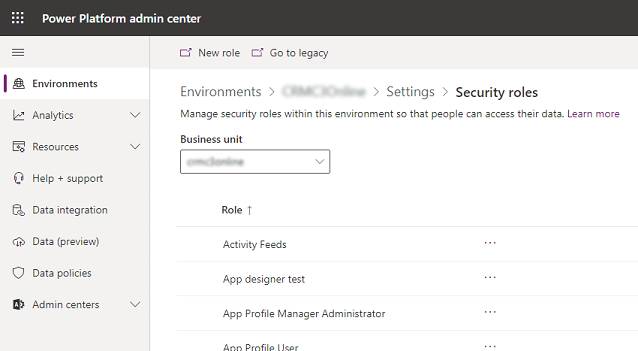 Power Platform admin center
New role Go to legacy
Environments
Environments > > Settings > Security roles
Manage security roles within this environment so that people can access their data. Learn more
Analytics
Business unit
Resources
Help + support
Data integration
Role ↑
Data (preview)
Activity Feeds ...
Data policies
App designer test ...
Admin centers
App Profile Manager Administrator ...
App Profile User